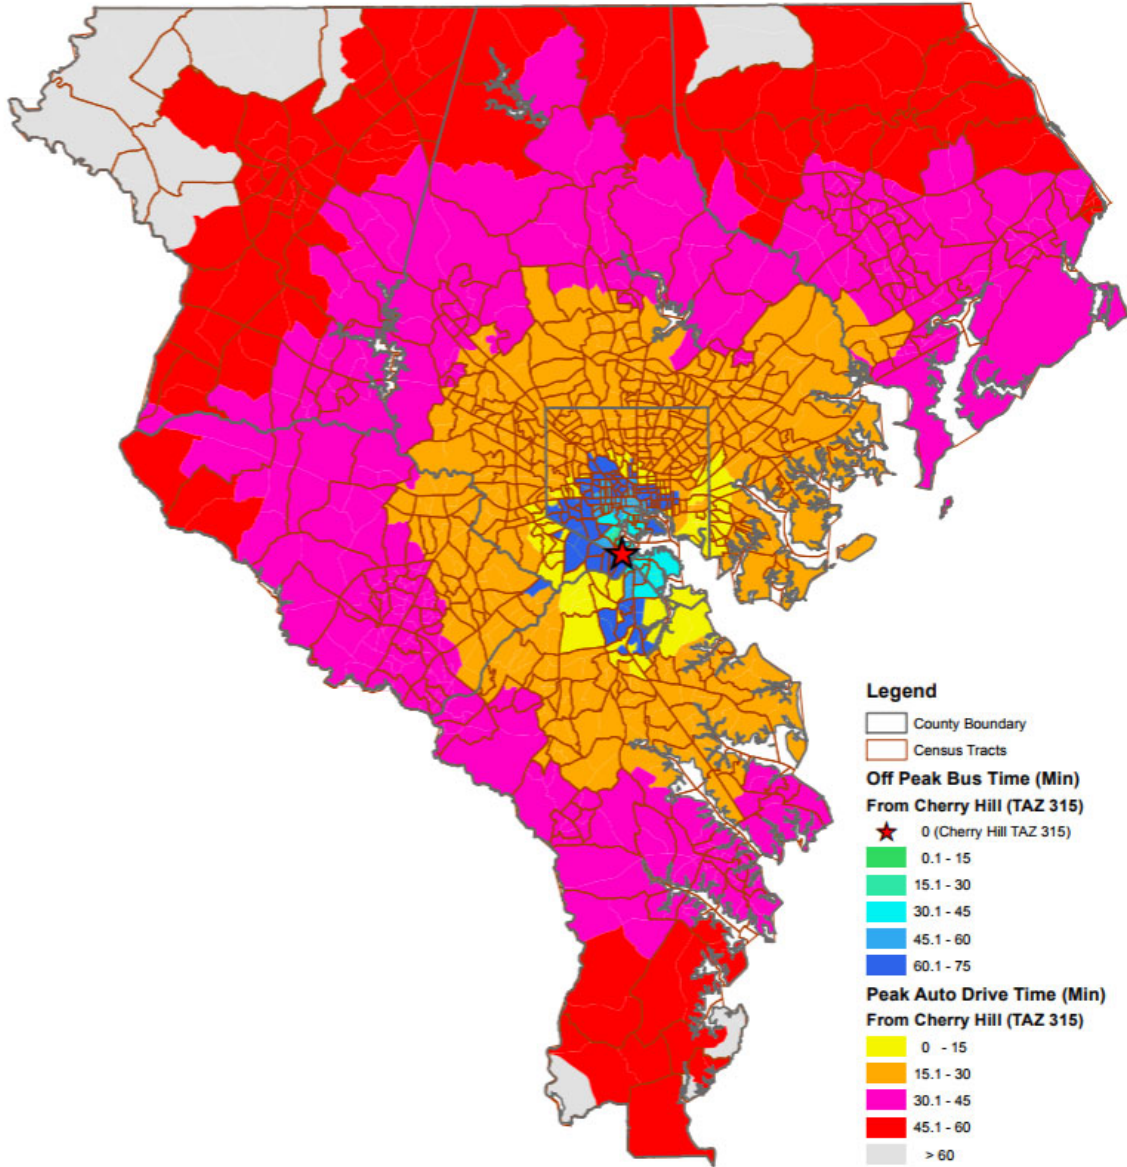 Legend
County Boundary
Census Tracts
Off Peak Bus Time (Min)
From Cherry Hill (TAZ 315)
0 (Cherry Hill TAZ 315)
0.1 - 15
15.1 - 30
30.1 - 45
45.1 - 60
60.1 - 75
Peak Auto Drive Time (Min)
From Cherry Hill (TAZ 315)
0 - 15
15.1 - 30
30.1 - 45
45.1 - 60
> 60